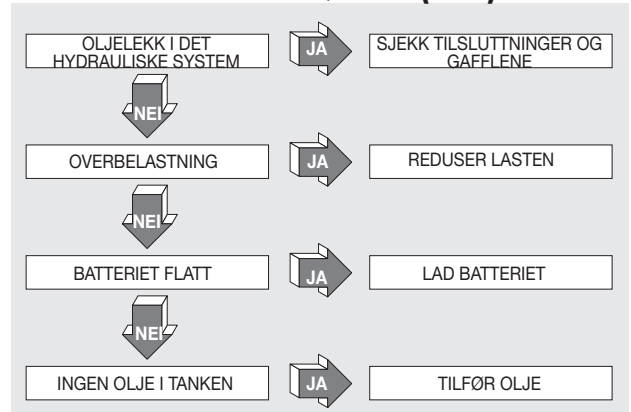 OLJELEKK I DET
HYDRAULISKE SYSTEM
JA
SJEKK TILSLUTTNINGER OG
GAFFLENE
NEI
OVERBELASTNING
JA
REDUSER LASTEN
NEI
BATTERIET FLATT
JA
LAD BATTERIET
NEI
INGEN OLJE I TANKEN
JA
TILFØR OLJE